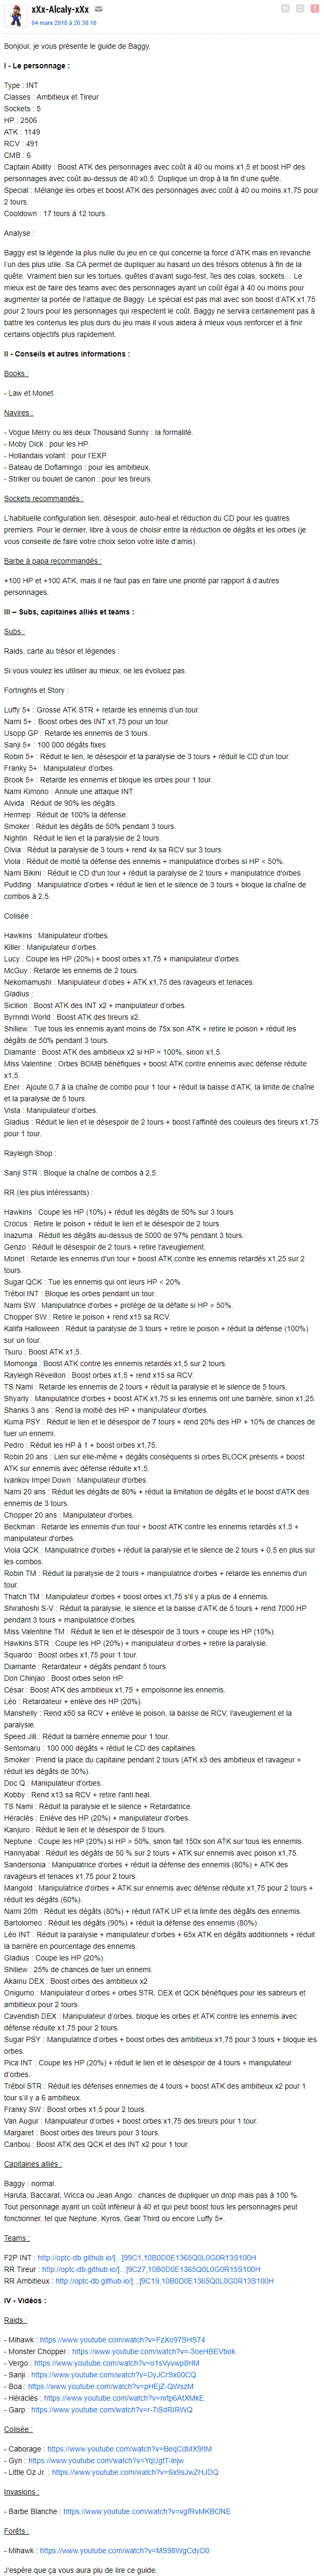 xXx-Alcaly-xXx
04 mars 2018 à 20:30:16
Bonjour, je vous présente le guide de Baggy.
I - Le personnage :
Type : INT
Classes : Ambitieux et Tireur
Sockets : 5
HP : 2506
ATK : 1149
RCV : 491
CMB : 6
Captain Ability : Boost ATK des personnages avec coût à 40 ou moins x1,5 et boost HP des
personnages avec coût au-dessus de 40 x0,5. Duplique un drop à la fin d'une quête.
Special : Mélange les orbes et boost ATK des personnages avec coût à 40 ou moins x1,75 pour
2 tours.
Cooldown : 17 tours à 12 tours.
Analyse :
Baggy est la légende la plus nulle du jeu en ce qui concerne la force d'ATK mais en revanche
l'un des plus utile. Sa CA permet de dupliquer au hasard un des trésors obtenus à fin de la
quête. Vraiment bien sur les tortues, quêtes d'avant sugo-fest, îles des colas, sockets… Le
mieux est de faire des teams avec des personnages ayant un coût égal à 40 ou moins pour
augmenter la portée de l'attaque de Baggy. Le spécial est pas mal avec son boost d'ATK x1,75
pour 2 tours pour les personnages qui respectent le coût. Baggy ne servira certainement pas à
battre les contenus les plus durs du jeu mais il vous aidera à mieux vous renforcer et à finir
certains objectifs plus rapidement.
II - Conseils et autres informations :
Books :
- Law et Monet.
Navires :
- Vogue Merry ou les deux Thousand Sunny : la formalité.
- Moby Dick : pour les HP.
- Hollandais volant : pour l'EXP.
- Bateau de Doflamingo : pour les ambitieux.
- Striker ou boulet de canon : pour les tireurs.
Sockets recommandés :
L'habituelle configuration lien, désespoir, auto-heal et réduction du CD pour les quatres
premiers. Pour le dernier, libre à vous de choisir entre la réduction de dégâts et les orbes (je
vous conseille de faire votre choix selon votre liste d'amis).
Barbe à papa recommandés :
+100 HP et +100 ATK, mais il ne faut pas en faire une priorité par rapport à d'autres
personnages.
III – Subs, capitaines alliés et teams :
Subs :
Raids, carte au trésor et légendes :
Si vous voulez les utiliser au mieux, ne les évoluez pas.
Fortnights et Story :
Luffy 5+ : Grosse ATK STR + retarde les ennemis d'un tour.
Nami 5+ : Boost orbes des INT x1,75 pour un tour.
Usopp GP : Retarde les ennemis de 3 tours.
Sanji 5+ : 100 000 dégâts fixes.
Robin 5+ : Réduit le lien, le désespoir et la paralysie de 3 tours + réduit le CD d'un tour.
Franky 5+ : Manipulateur d'orbes.
Brook 5+ : Retarde les ennemis et bloque les orbes pour 1 tour.
Nami Kimono : Annule une attaque INT.
Alvida : Réduit de 90% les dégâts.
Hermep : Réduit de 100% la défense.
Smoker : Réduit les dégâts de 50% pendant 3 tours.
Nightin : Réduit le lien et la paralysie de 2 tours.
Olvia : Réduit la paralysie de 3 tours + rend 4x sa RCV sur 3 tours.
Viola : Réduit de moitié la défense des ennemis + manipulatrice d'orbes si HP < 50%.
Nami Bikini : Réduit le CD d'un tour + réduit la paralysie de 2 tours + manipulatrice d'orbes.
Pudding : Manipulatrice d'orbes + réduit le lien et le silence de 3 tours + bloque la chaîne de
combos à 2,5.
Colisée :
Hawkins : Manipulateur d'orbes.
Killer : Manipulateur d'orbes.
Lucy : Coupe les HP (20%) + boost orbes x1,75 + manipulateur d'orbes.
McGuy : Retarde les ennemis de 2 tours.
Nekomamushi : Manipulateur d'obes + ATK x1,75 des ravageurs et tenaces.
Gladius :
Sicilion : Boost ATK des INT x2 + manipulateur d'orbes.
Byrnndi World : Boost ATK des tireurs x2.
Shiliew : Tue tous les ennemis ayant moins de 75x son ATK + retire le poison + réduit les
dégâts de 50% pendant 3 tours.
Diamante : Boost ATK des ambitieux x2 si HP = 100%, sinon x1,5.
Miss Valentine : Orbes BOMB bénéfiques + boost ATK contre ennemis avec défense réduite
x1,5.
Ener : Ajoute 0,7 à la chaîne de combo pour 1 tour + réduit la baisse d'ATK, la limite de chaîne
et la paralysie de 5 tours.
Vista : Manipulateur d'orbes.
Gladius : Réduit le lien et le désespoir de 2 tours + boost l'affinité des couleurs des tireurs x1,75
pour 1 tour.
Rayleigh Shop :
Sanji STR : Bloque la chaîne de combos à 2,5.
RR (les plus intéressants) :
Hawkins : Coupe les HP (10%) + réduit les dégâts de 50% sur 3 tours.
Crocus : Retire le poison + réduit le lien et le désespoir de 2 tours.
Inazuma : Réduit les dégâts au-dessus de 5000 de 97% pendant 3 tours.
Genzo : Réduit le désespoir de 2 tours + retire l'aveuglement.
Monet : Retarde les ennemis d'un tour + boost ATK contre les ennemis retardés x1,25 sur 2
tours.
Sugar QCK : Tue les ennemis qui ont leurs HP < 20%.
Trébol INT : Bloque les orbes pendant un tour.
Nami SW : Manipulatrice d'orbes + protège de la défaite si HP > 50%.
Chopper SW : Retire le poison + rend x15 sa RCV.
Kalifa Halloween : Réduit la paralysie de 3 tours + retire le poison + réduit la défense (100%)
sur un tour.
Tsuru : Boost ATK x1,5.
Momonga : Boost ATK contre les ennemis retardés x1,5 sur 2 tours.
Rayleigh Réveillon : Boost orbes x1,5 + rend x15 sa RCV.
TS Nami : Retarde les ennemis de 2 tours + réduit la paralysie et le silence de 5 tours.
Shyarly : Manipulatrice d'orbes + boost ATK x1,75 si les ennemis ont une barrière, sinon x1,25.
Shanks 3 ans : Rend la moitié des HP + manipulateur d'orbes.
Kuma PSY : Réduit le lien et le désespoir de 7 tours + rend 20% des HP + 10% de chances de
tuer un ennemi.
Pedro : Réduit les HP à 1 + boost orbes x1,75.
Robin 20 ans : Lien sur elle-même + dégâts conséquents si orbes BLOCK présents + boost
ATK sur ennemis avec défense réduite x1,5.
Ivankov Impel Down : Manipulateur d'orbes.
Nami 20 ans : Réduit les dégâts de 80% + réduit la limitation de dégâts et le boost d'ATK des
ennemis de 3 tours.
Chopper 20 ans : Manipulateur d'orbes.
Beckman : Retarde les ennemis d'un tour + boost ATK contre les ennemis retardés x1,5 +
manipulateur d'orbes.
Viola QCK : Manipulatrice d'orbes + réduit la paralysie et le silence de 2 tours + 0,5 en plus sur
les combos.
Robin TM : Réduit la paralysie de 2 tours + manipulatrice d'orbes + retarde les ennemis d'un
tour.
Thatch TM : Manipulateur d'orbes + boost orbes x1,75 s'il y a plus de 4 ennemis.
Shirahoshi S-V : Réduit la paralysie, le silence et la baisse d'ATK de 5 tours + rend 7000 HP
pendant 3 tours + manipulatrice d'orbes.
Miss Valentine TM : Réduit le lien et le désespoir de 3 tours + coupe les HP (10%).
Hawkins STR : Coupe les HP (20%) + manipulateur d'orbes + retire la paralysie.
Squardo : Boost orbes x1,75 pour 1 tour.
Diamante : Retardateur + dégâts pendant 5 tours.
Don Chinjao : Boost orbes selon HP.
César : Boost ATK des ambitieux x1,75 + empoisonne les ennemis.
Léo : Retardateur + enlève des HP (20%).
Manshelly : Rend x50 sa RCV + enlève le poison, la baisse de RCV, l'aveuglement et la
paralysie.
Speed Jill : Réduit la barrière ennemie pour 1 tour.
Sentomaru : 100 000 dégâts + réduit le CD des capitaines.
Smoker : Prend la place du capitaine pendant 2 tours (ATK x3 des ambitieux et ravageur +
réduit les dégâts de 30%).
Doc Q : Manipulateur d'orbes.
Kobby : Rend x13 sa RCV + retire l'anti heal.
TS Nami : Réduit la paralysie et le silence + Retardatrice.
Héraclès : Enlève des HP (20%) + manipulateur d'orbes.
Kanjuro : Réduit le lien et le désespoir de 5 tours.
Neptune : Coupe les HP (20%) si HP > 50%, sinon fait 150x son ATK sur tous les ennemis.
Hannyabal : Réduit les dégâts de 50 % sur 2 tours + ATK sur ennemis avec poison x1,75.
Sandersonia : Manipulatrice d'orbes + réduit la défense des ennemis (80%) + ATK des
ravageurs et tenaces x1,75 pour 2 tours.
Marigold : Manipulatrice d'orbes + ATK sur ennemis avec défense réduite x1,75 pour 2 tours +
réduit les dégâts (60%).
Nami 20th : Réduit les dégâts (80%) + réduit l'ATK UP et la limite des dégâts des ennemis.
Bartolomeo : Réduit les dégâts (90%) + réduit la défense des ennemis (80%).
Léo INT : Réduit la paralysie + manipulateur d'orbes + 65x ATK en dégâts additionnels + réduit
la barrière en pourcentage des ennemis.
Gladius : Coupe les HP (20%).
Shiliew : 25% de chances de tuer un ennemi.
Akainu DEX : Boost orbes des ambitieux x2
Onigumo : Manipulateur d'orbes + orbes STR, DEX et QCK bénéfiques pour les sabreurs et
ambitieux pour 2 tours.
Cavendish DEX : Manipulateur d'orbes, bloque les orbes et ATK contre les ennemis avec
défense réduite x1,75 pour 2 tours.
Sugar PSY : Manipulatrice d'orbes + boost orbes des ambitieux x1,75 pour 3 tours + bloque les
orbes.
Pica INT : Coupe les HP (20%) + réduit le lien et le désespoir de 4 tours + manipulateur
d'orbes.
Trébol STR : Réduit les défenses ennemies de 4 tours + boost ATK des ambitieux x2 pour 1
tour s'il y a 6 ambitieux.
Franky SW : Boost orbes x1,5 pour 2 tours.
Van Augur : Manipulateur d'orbes + boost orbes x1,75 des tireurs pour 1 tour.
Margaret : Boost orbes des tireurs pour 3 tours.
Caribou : Boost ATK des QCK et des INT x2 pour 1 tour.
Capitaines alliés :
Baggy : normal.
Haruta, Baccarat, Wicca ou Jean Ango : chances de dupliquer un drop mais pas à 100 %.
Tout personnage ayant un coût inférieur à 40 et qui peut boost tous les personnages peut
fonctionner, tel que Neptune, Kyros, Gear Third ou encore Luffy 5+.
Teams :
F2P INT : http://optc-db.github.io/[...]99C1,10B0D0E1365Q0L0G0R13S100H
RR Tireur : http://optc-db.github.io/[...]9C27,10B0D0E1365Q0L0G0R15S100H
RR Ambitieux : http://optc-db.github.io/[...]9C19,10B0D0E1365Q0L0G0R13S100H
IV - Vidéos :
Raids :
- Mihawk : https://www.youtube.com/watch?v=FzXo97SHS74
- Monster Chopper : https://www.youtube.com/watch?v=-3oeHBEVbok
- Vergo : https://www.youtube.com/watch?v=o1sVyvwp8HM
- Sanji : https://www.youtube.com/watch?v=DyJCrSx00CQ
- Boa : https://www.youtube.com/watch?v=pHEjZ-QWszM
- Héraclès : https://www.youtube.com/watch?v=nrtp6AtXMkE
- Garp : https://www.youtube.com/watch?v=r-7iSdRIRWQ
Colisée :
- Caborage : https://www.youtube.com/watch?v=BeqCdMX9ItM
- Gyn : https://www.youtube.com/watch?v=YqUgtT-Injw
- Little Oz Jr. : https://www.youtube.com/watch?v=Sx9sJwZHJDQ
Invasions :
- Barbe Blanche : https://www.youtube.com/watch?v=vgfRvMKBONE
Forêts :
- Mihawk : https://www.youtube.com/watch?v=MS98WgCdyD0
J'espère que ça vous aura plu de lire ce guide.